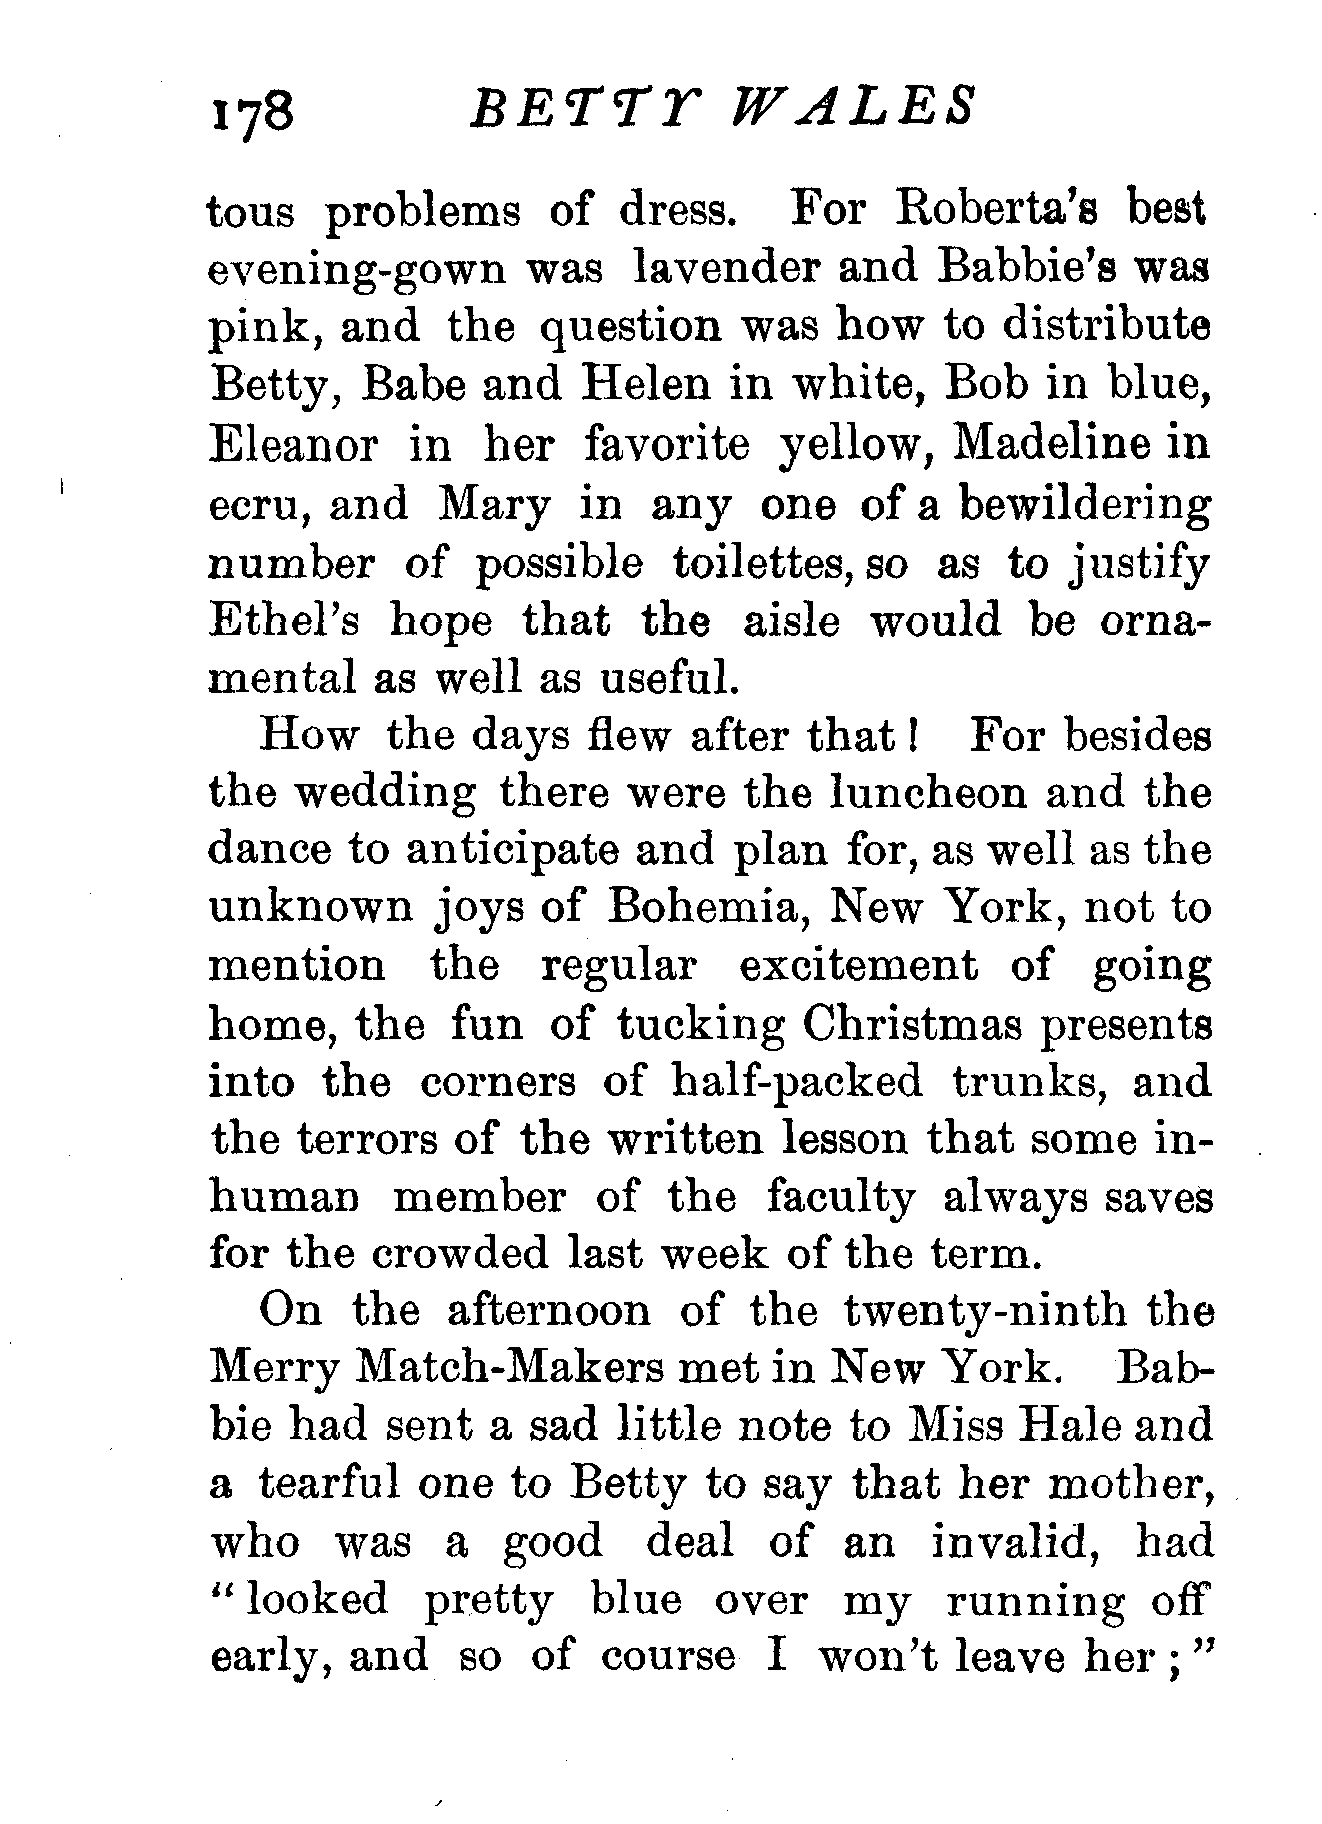 178 BETTY WALES
tous problems of dress. For Roberta's best
evening-gown was lavender and Babbie's was
pink, and the question was how to distribute
Betty, Babe and Helen in white, Bob in blue,
Eleanor in her favorite yellow, Madeline in
ecru, and Mary in any one of a bewildering
number of possible toilettes, so as to justify
Ethel's hope that the aisle would be orna-
mental as well as useful.
How the days flew after that! For besides
the wedding there were the luncheon and the
dance to anticipate and plan for, as well as the
unknown joys of Bohemia, New York, not to
mention the regular excitement of going
home, the fun of tucking Christmas presents
into the corners of half-packed trunks, and
the terrors of the written lesson that some in-
human member of the faculty always saves
for the crowded last week of the term.
On the afternoon of the twenty-ninth the
Merry Match-Makers met in New York. Bab-
bie had sent a sad little note to Miss Hale and
a tearful one to Betty to say that her mother,
who was a good deal of an invalid, had
"looked pretty blue over my running off
early, and so of course I won't leave her;"